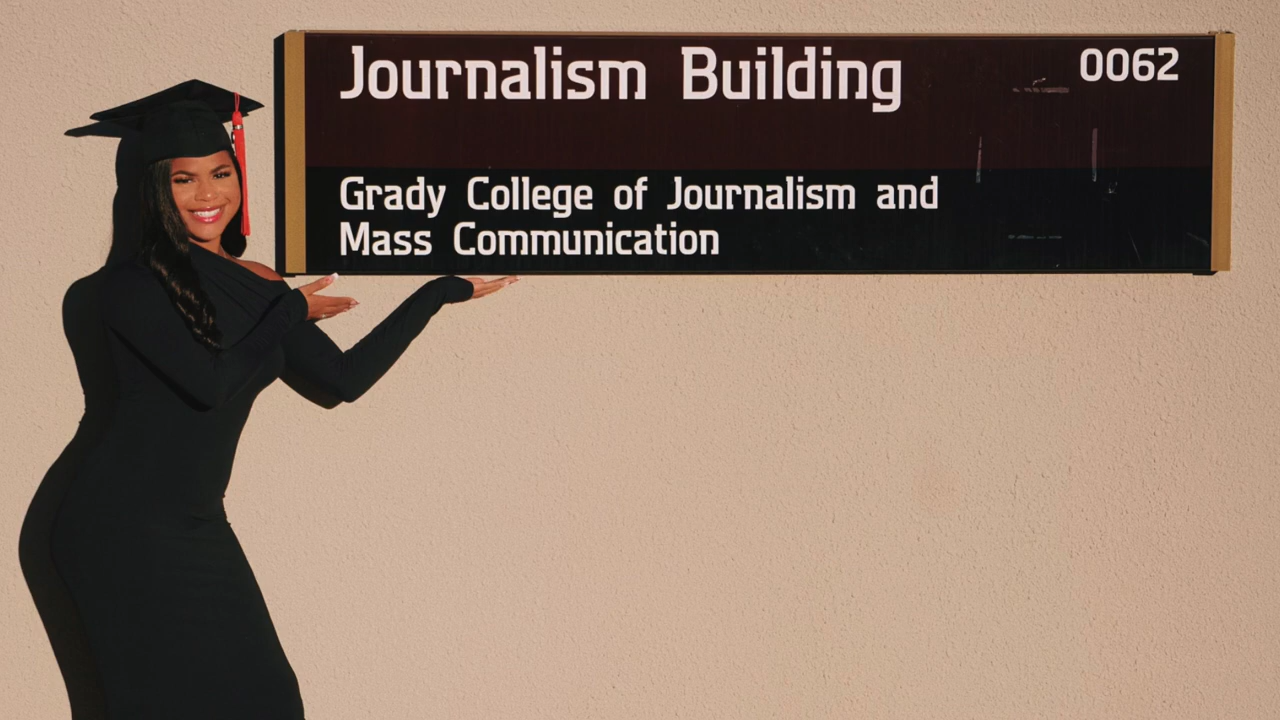 Journalism Building 0062
Grady College of Journalism and
Mass Communication